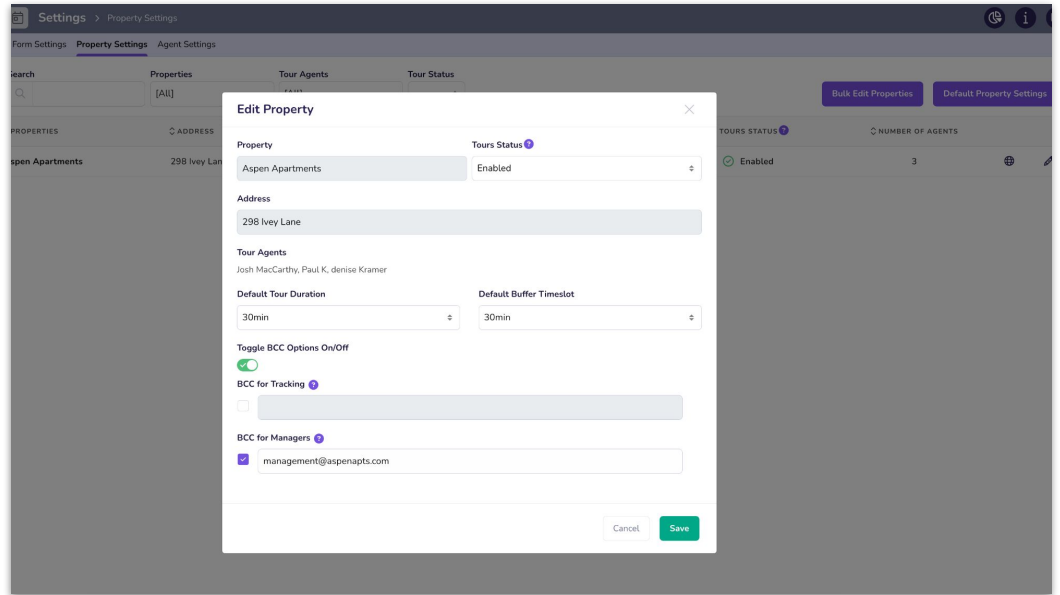 Settings > Property Settings
Form Settings Property Settings Agent Settings
Search Properties Tour Agents Tour Status
[All]
Bulk Edit Properties Default Property Settings
PROPERTIES ADDRESS TOURS STATUS NUMBER OF AGENTS
Aspen Apartments 298 Ivey Lan Enabled 3
Edit Property
Property Tours Status
Aspen Apartments Enabled
Address
298 Ivey Lane
Tour Agents
Josh MacCarthy, Paul K, denise Kramer
Default Tour Duration Default Buffer Timeslot
30min 30min
Toggle BCC Options On/Off
BCC for Tracking
BCC for Managers
management@aspenapts.com
Cancel Save